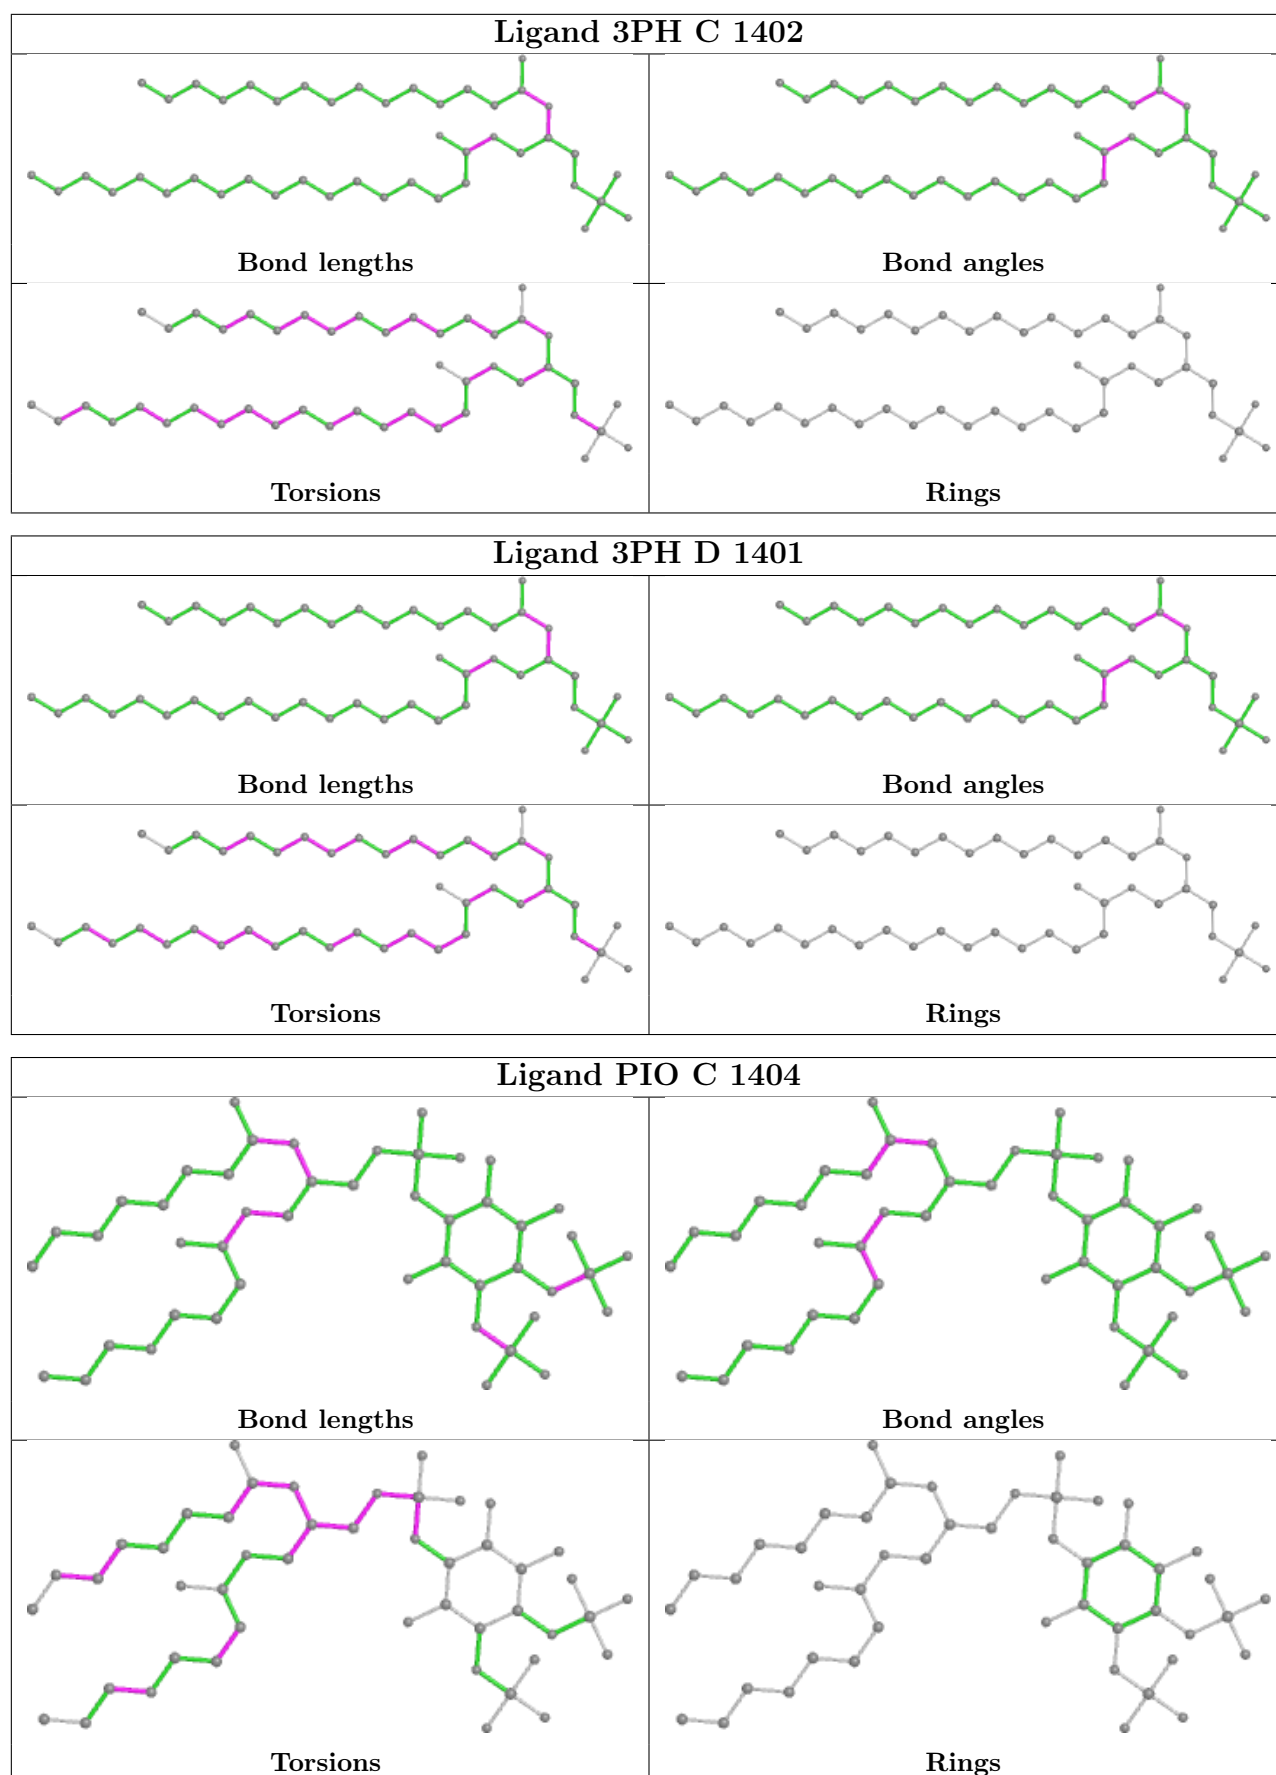 Ligand 3PH C 1402
Bond lengths
Bond angles
Torsions
Rings
Ligand 3PH D 1401
Bond lengths
Bond angles
Torsions
Rings
Ligand PIO C 1404
Bond lengths
Bond angles
Torsions
Rings